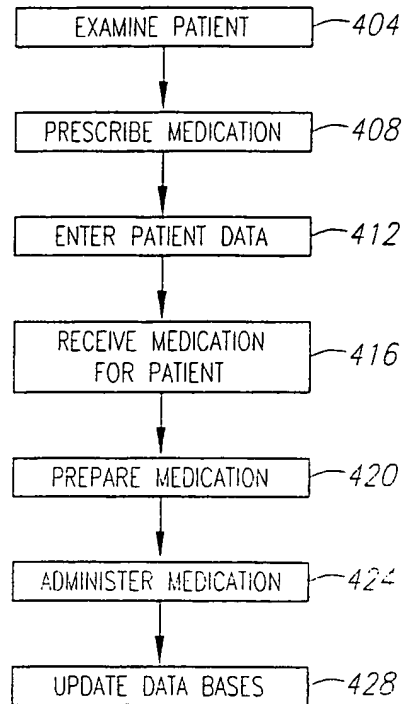 EXAMINE PATIENT 404
PRESCRIBE MEDICATION 408
ENTER PATIENT DATA 412
RECEIVE MEDICATION
FOR PATIENT 416
PREPARE MEDICATION 420
ADMINISTER MEDICATION 424
UPDATE DATA BASES 428